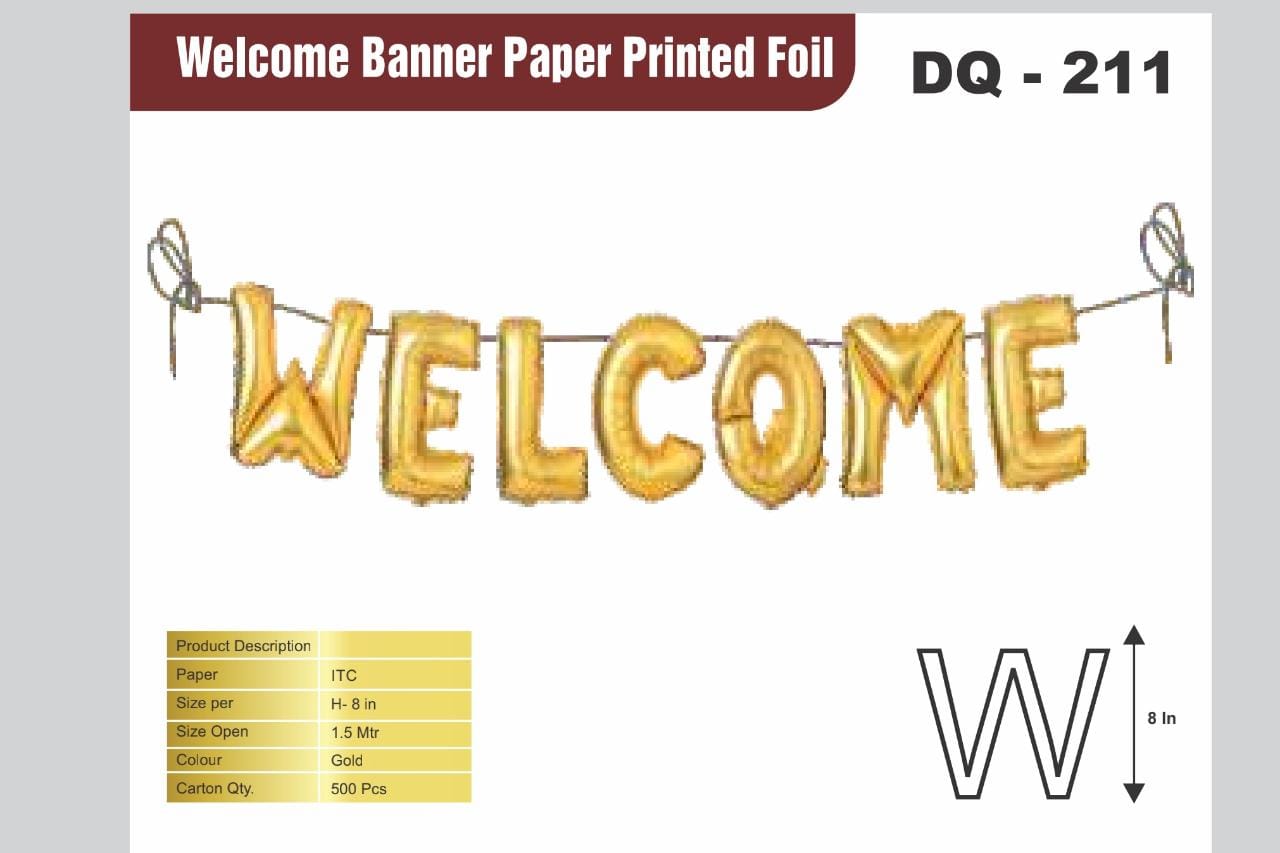 Welcome Banner Paper Printed Foil
DQ - 211
WELCOME
Product Description
Paper ITC
Size per H- 8 in
Size Open 1.5 Mtr
Colour Gold
Carton Qty. 500 Pcs
W
8 In